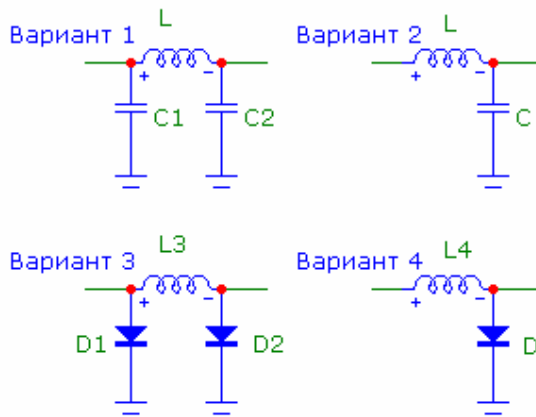 L
Вариант 1
+ -
C1
C2
L
Вариант 2
+ -
C
L3
Вариант 3
+ -
D1
D2
L4
Вариант 4
+ -
D